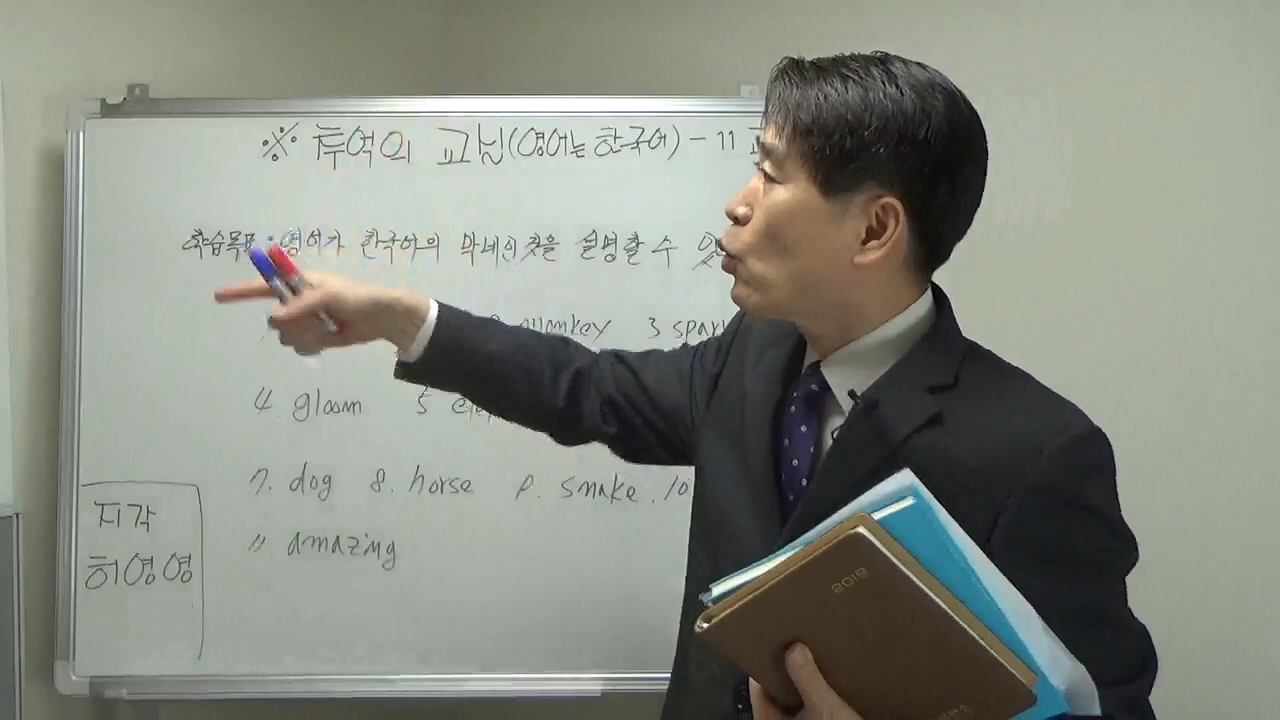 ※ 추억의 교실(영어는 한국어) - 11
학습목표: 영어가 한국어의 막내인것을 설명할 수
monkey 3 spar
4. gloom 5
7. dog 8. horse 9. snake. 10
11 amazing
지각
허영영
2019